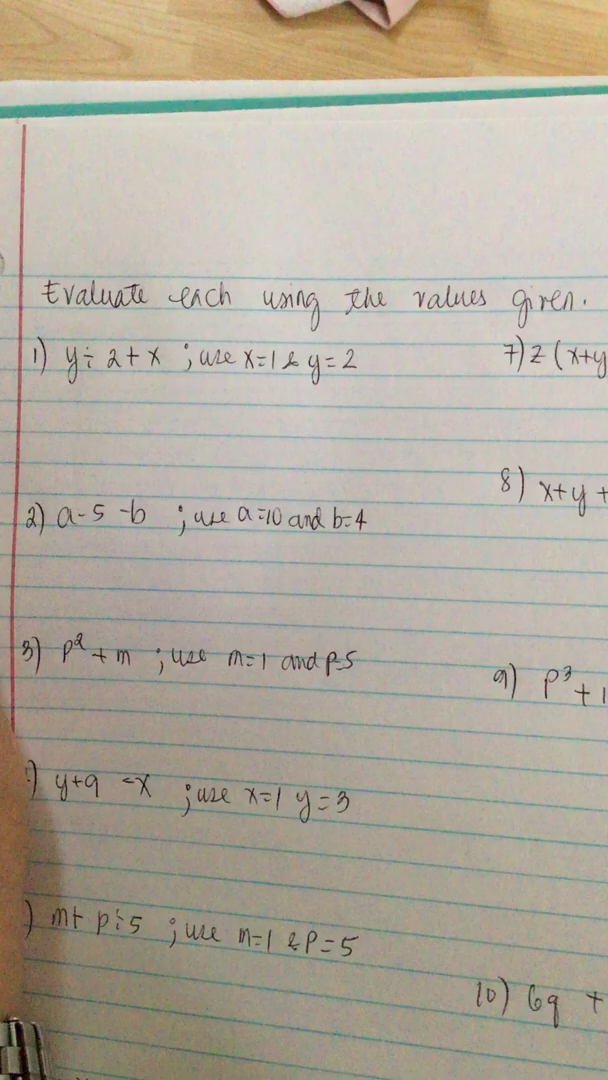 Evaluate each using the values given.
1) y÷2+x ; use x=1 & y=2
2) a-5-b ; use a=10 and b=4
3) p²+m ; use m=1 and p=5
) y+9-x ; use x=1 y=3
) m+p÷5 ; use m=1 & p=5
7) z(x+y
8) x+y+
9) p³+1
10) 6q +